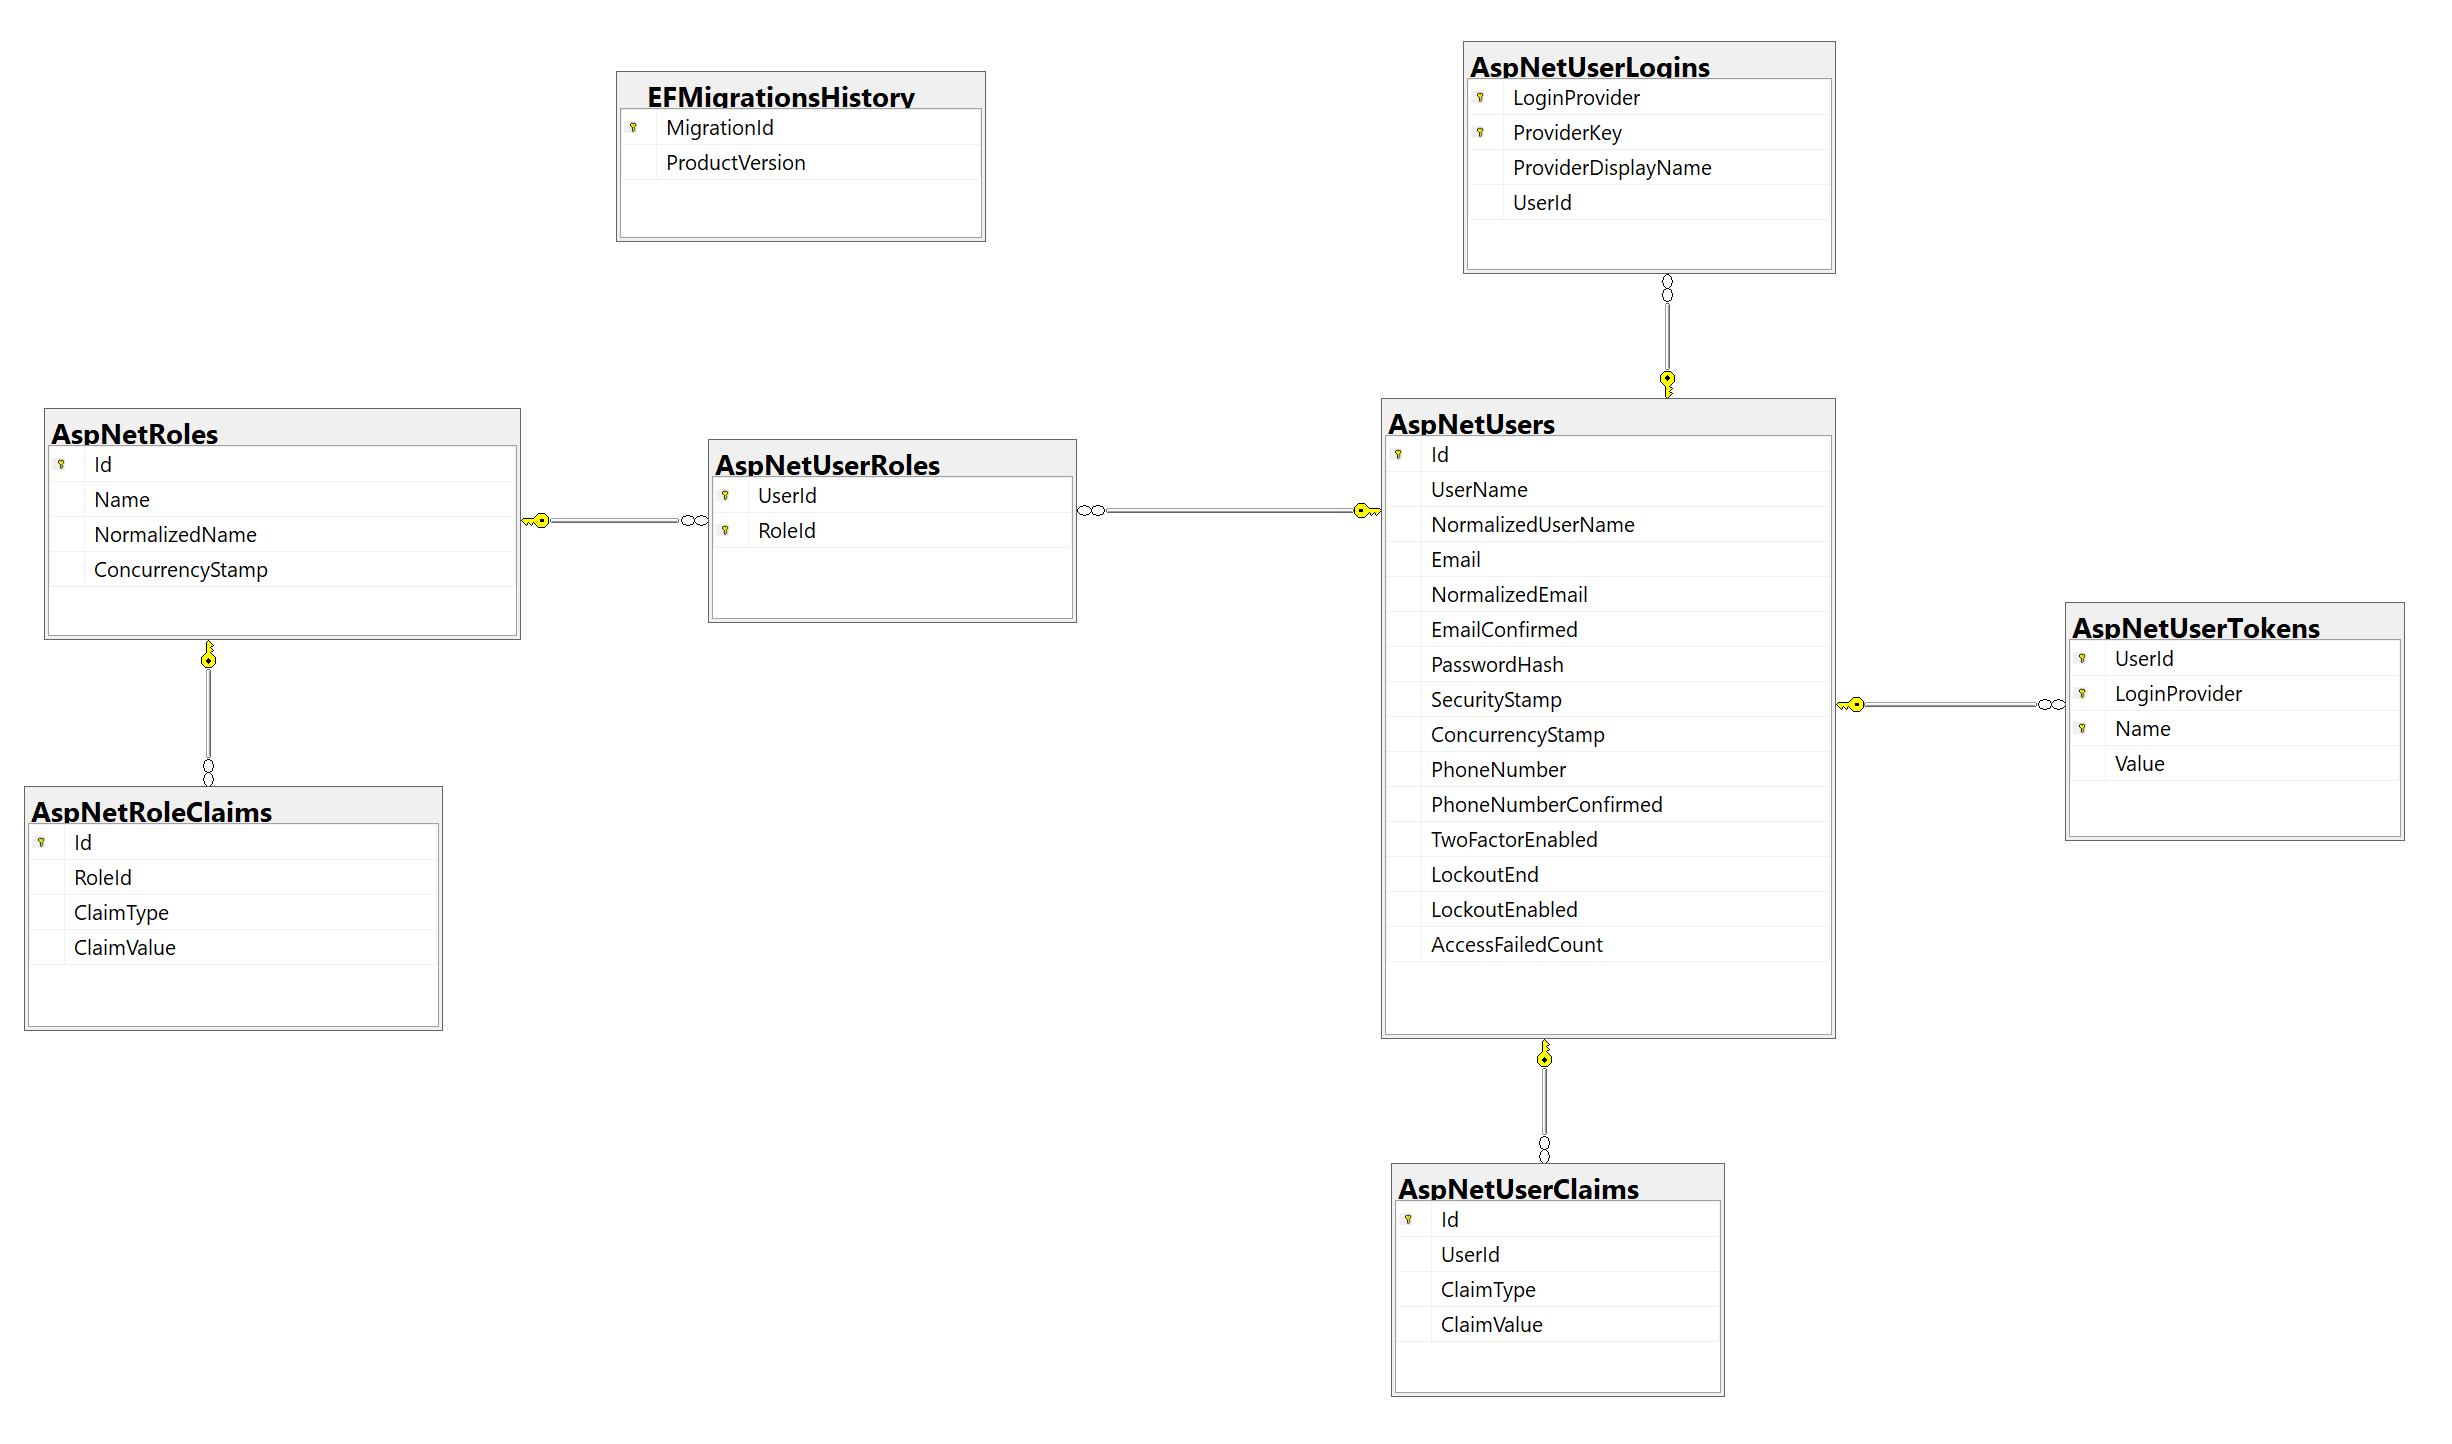 EFMigrationsHistory
MigrationId
ProductVersion
AspNetUserLogins
LoginProvider
ProviderKey
ProviderDisplayName
UserId
AspNetRoles
Id
Name
NormalizedName
ConcurrencyStamp
AspNetUserRoles
UserId
RoleId
AspNetUsers
Id
UserName
NormalizedUserName
Email
NormalizedEmail
EmailConfirmed
PasswordHash
SecurityStamp
ConcurrencyStamp
PhoneNumber
PhoneNumberConfirmed
TwoFactorEnabled
LockoutEnd
LockoutEnabled
AccessFailedCount
AspNetUserTokens
UserId
LoginProvider
Name
Value
AspNetRoleClaims
Id
RoleId
ClaimType
ClaimValue
AspNetUserClaims
Id
UserId
ClaimType
ClaimValue